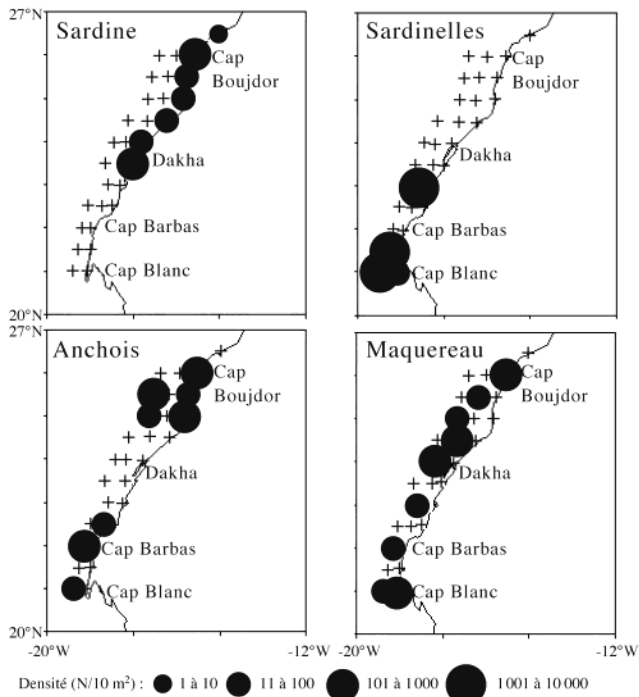 27°N
Sardine
Cap
Boujdor
Dakha
Cap Barbas
Cap Blanc
20°N
Sardinelles
Cap
Boujdor
Dakha
Cap Barbas
Cap Blanc
27°N
Anchois
Cap
Boujdor
Dakha
Cap Barbas
Cap Blanc
20°N
-20°W
-12°W
Maquereau
Cap
Boujdor
Dakha
Cap Barbas
Cap Blanc
-20°W
-12°W
Densité (N/10 m²) : 1 à 10 11 à 100 101 à 1000 1001 à 10 000